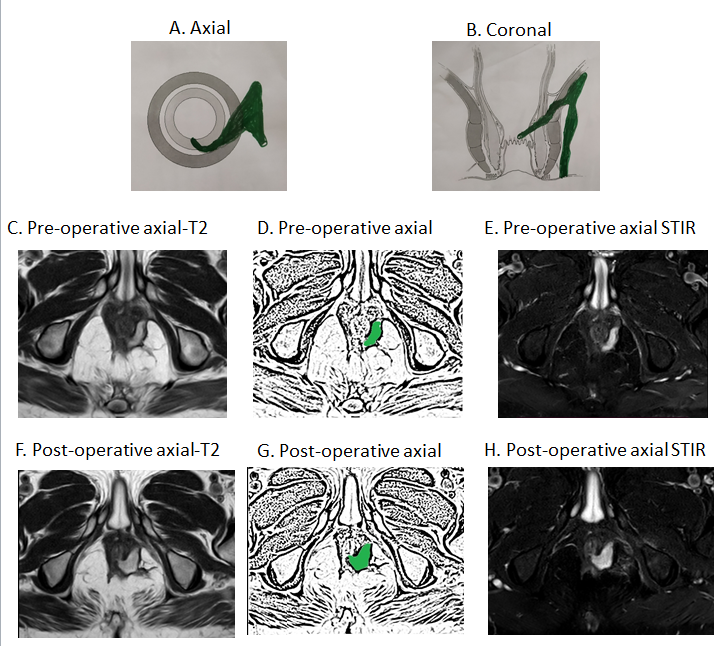 A. Axial
B. Coronal
C. Pre-operative axial-T2
D. Pre-operative axial
E. Pre-operative axial STIR
F. Post-operative axial-T2
G. Post-operative axial
H. Post-operative axial STIR